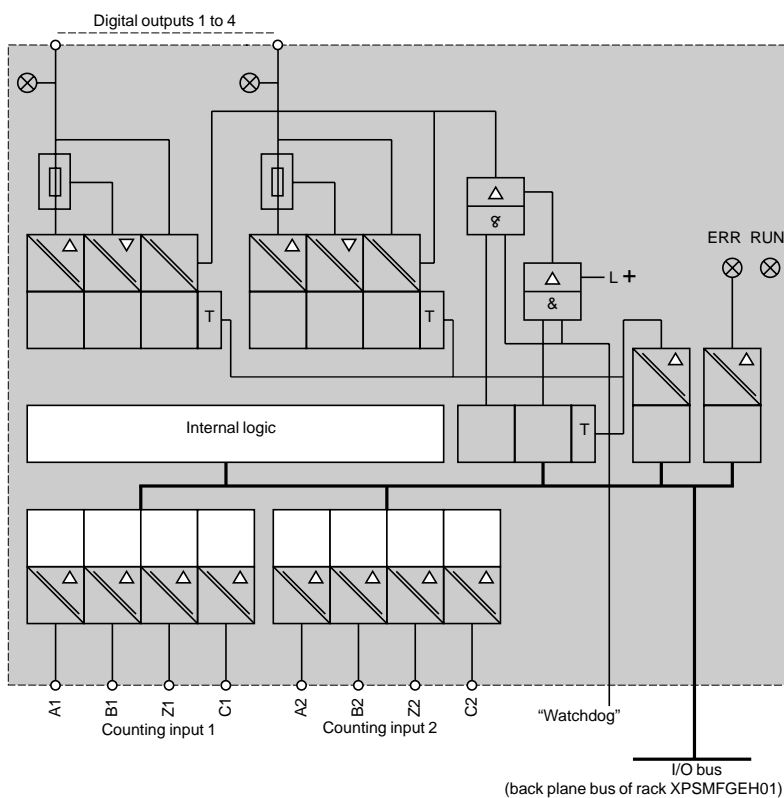 Digital outputs 1 to 4
ERR RUN
L +
&
&
T
T
T
Internal logic
A1
B1
Z1
C1
A2
B2
Z2
C2
Counting input 1
Counting input 2
“Watchdog”
I/O bus
(back plane bus of rack XPSMFGEH01)